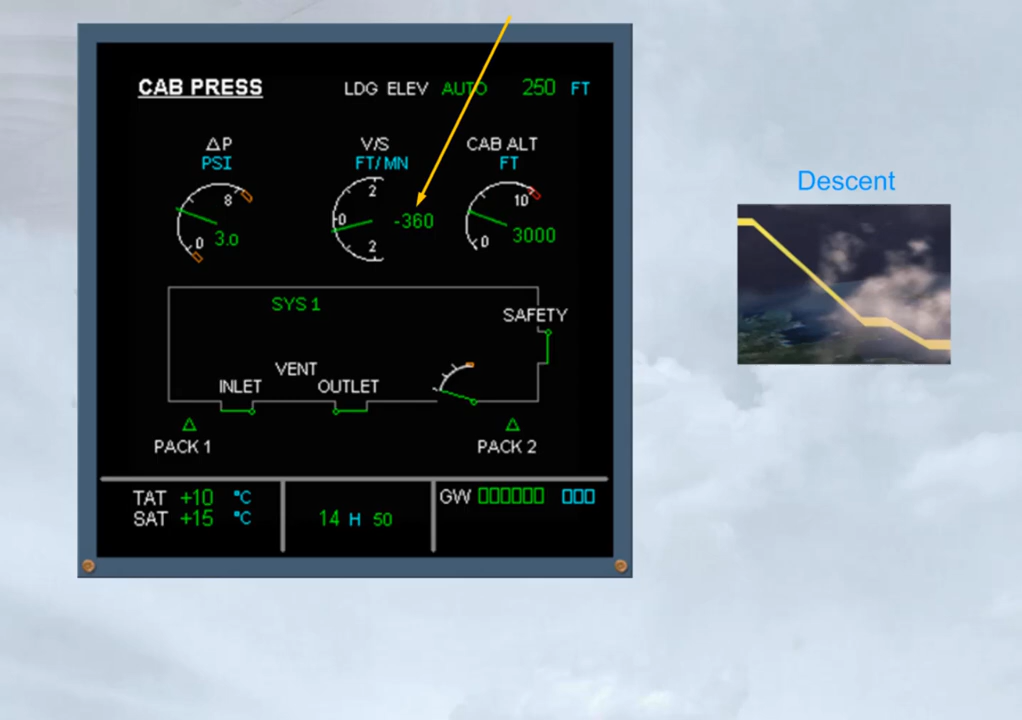 CAB PRESS LDG ELEV AUTO 250 FT
ΔP V/S CAB ALT
PSI FT/MN FT
8 2 10
0 3.0 0 -360 0 3000
2
Descent
SYS 1
SAFETY
VENT
INLET OUTLET
PACK 1 PACK 2
TAT +10 °C GW
SAT +15 °C 14 H 50